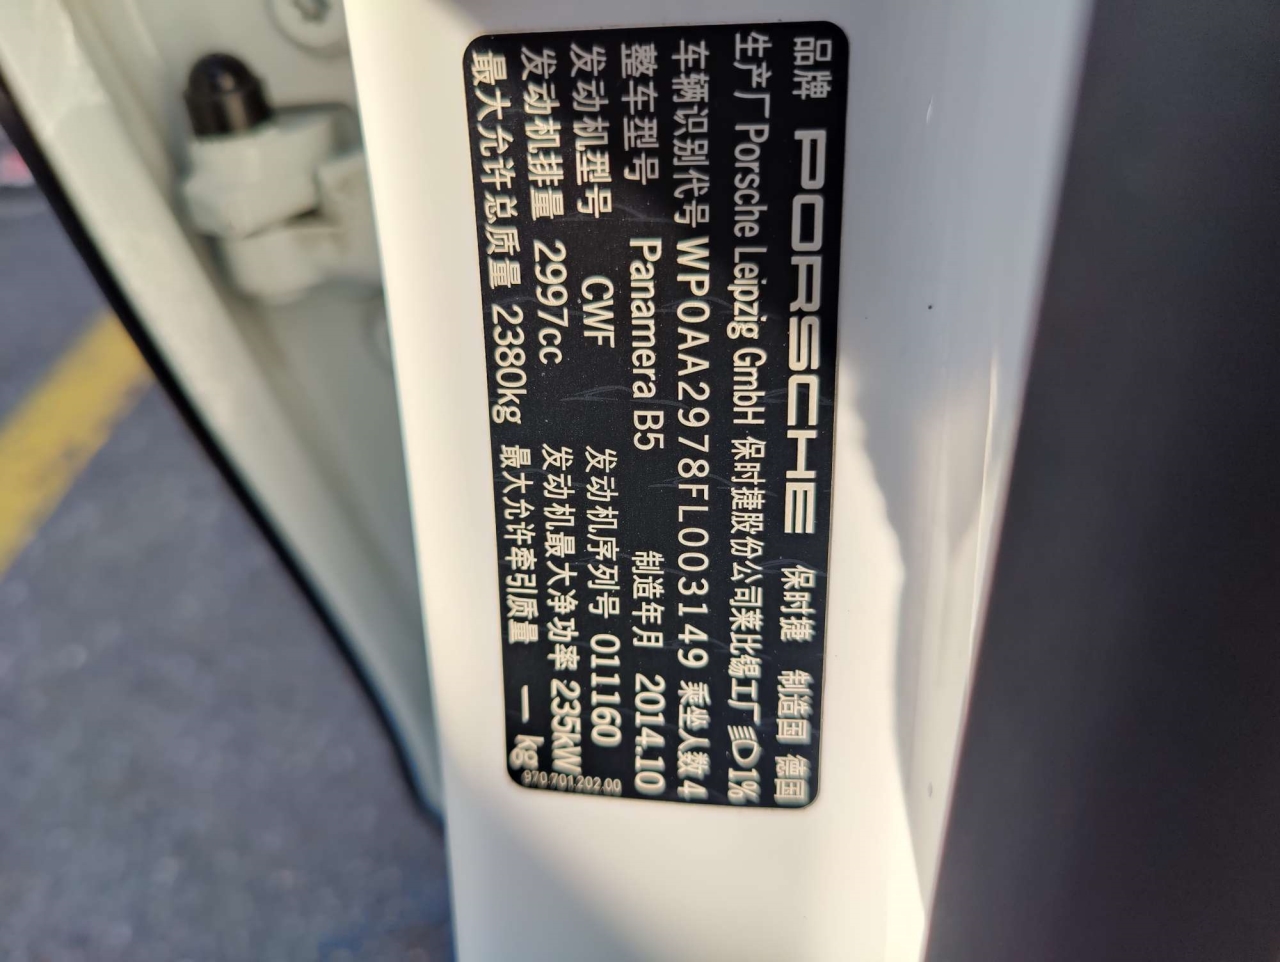 品牌 PORSCHE 保时捷 制造国 德国
生产厂 Porsche Leipzig GmbH 保时捷股份公司莱比锡工厂 1%
车辆识别代号 WP0AA2978FL003149 乘坐人数 4
整车型号 Panamera B5 制造年月 2014.10
发动机型号 CWF 发动机序列号 011160
发动机排量 2997cc 发动机最大净功率 235kW
最大允许总质量 2380kg 最大允许牵引质量 — kg
970.701.202.00